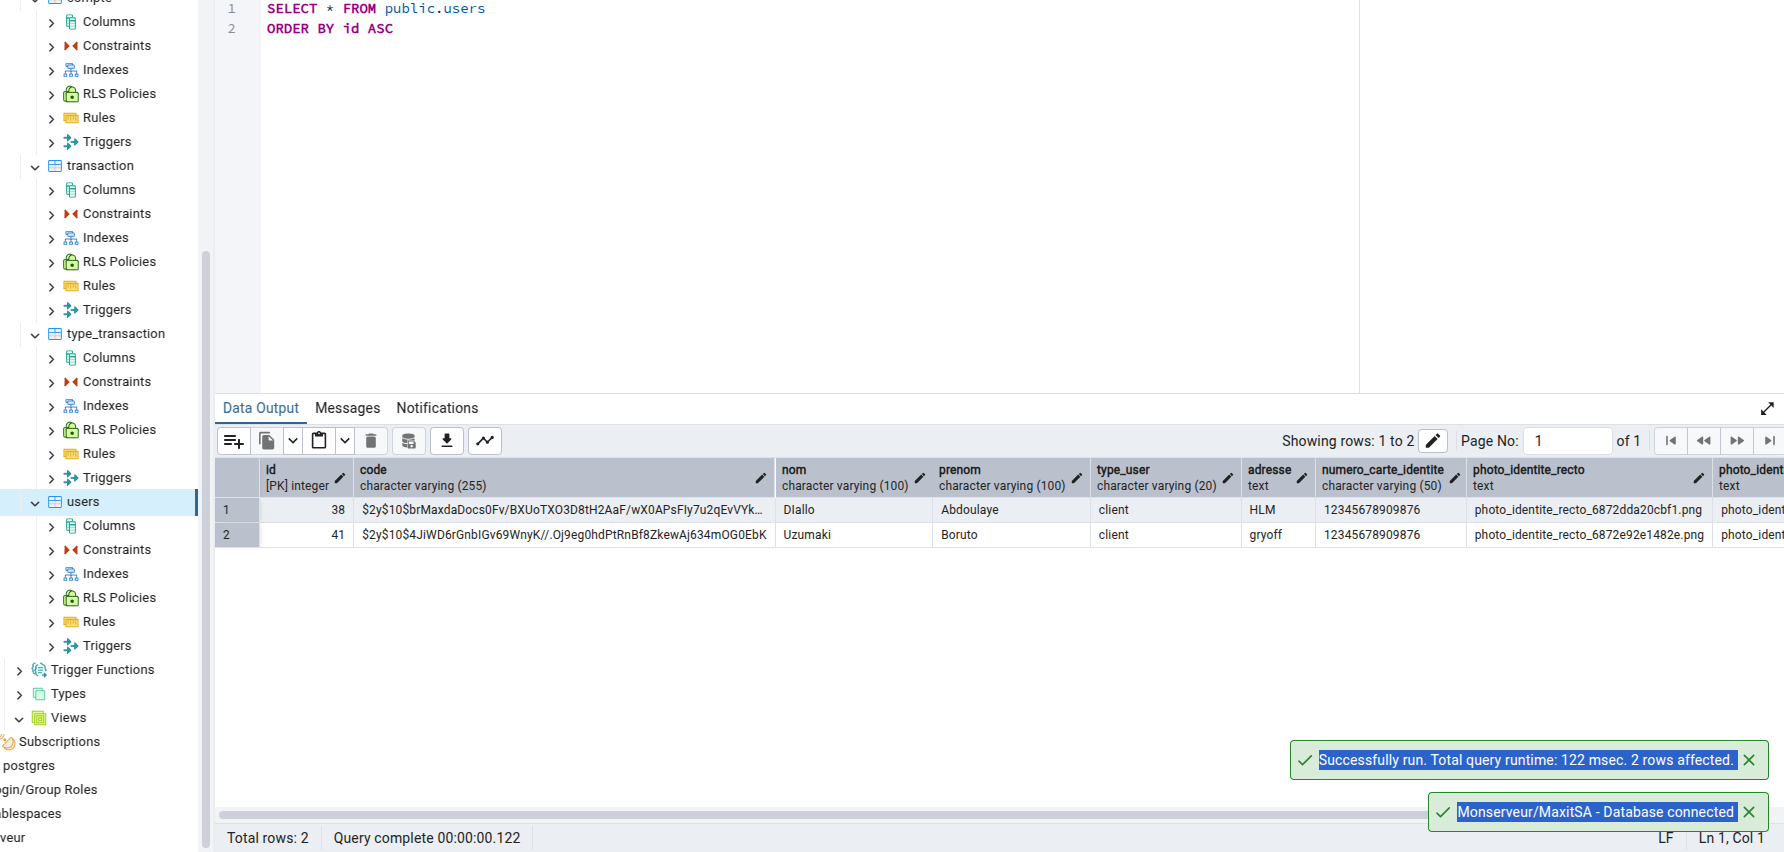 Columns
Constraints
Indexes
RLS Policies
Rules
Triggers
transaction
Columns
Constraints
Indexes
RLS Policies
Rules
Triggers
type_transaction
Columns
Constraints
Indexes
RLS Policies
Rules
Triggers
users
Columns
Constraints
Indexes
RLS Policies
Rules
Triggers
Trigger Functions
Types
Views
Subscriptions
postgres
gin/Group Roles
blespaces
veur
1 SELECT * FROM public.users
2 ORDER BY id ASC
Data Output Messages Notifications
Showing rows: 1 to 2 Page No: 1 of 1
id code nom prenom type_user adresse numero_carte_identite photo_identite_recto photo_ident
[PK] integer character varying (255) character varying (100) character varying (100) character varying (20) text character varying (50) text text
1 38 $2y$10$brMaxdaDocs0Fv/BXUoTXO3D8tH2AaF/wX0APsFly7u2qEvVYk... DIallo Abdoulaye client HLM 12345678909876 photo_identite_recto_6872dda20cbf1.png photo_ident
2 41 $2y$10$4JiWD6rGnbIGv69WnyK//.Oj9eg0hdPtRnBf8ZkewAj634mOG0EbK Uzumaki Boruto client gryoff 12345678909876 photo_identite_recto_6872e92e1482e.png photo_ident
Successfully run. Total query runtime: 122 msec. 2 rows affected.
Monserveur/MaxitSA - Database connected
Total rows: 2 Query complete 00:00:00.122 LF Ln 1, Col 1